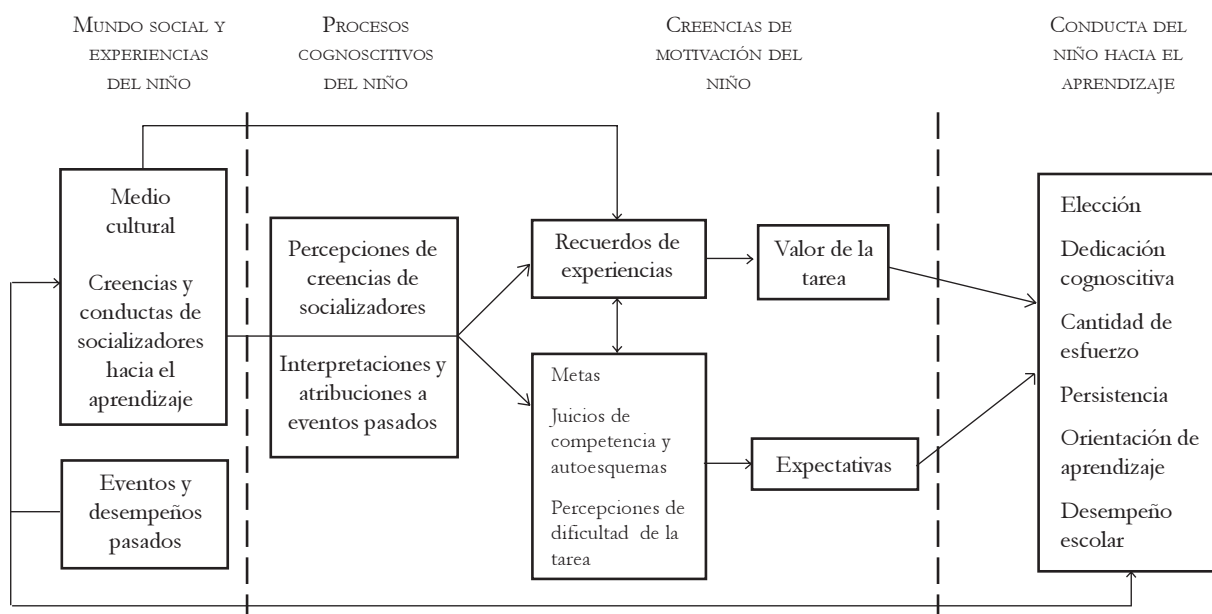 MUNDO SOCIAL Y
EXPERIENCIAS
DEL NIÑO
PROCESOS
COGNOSCITIVOS
DEL NIÑO
CREENCIAS DE
MOTIVACIÓN DEL
NIÑO
CONDUCTA DEL
NIÑO HACIA EL
APRENDIZAJE
Medio
cultural
Creencias y
conductas de
socializadores
hacia el
aprendizaje
Eventos y
desempeños
pasados
Percepciones de
creencias de
socializadores
Interpretaciones y
atribuciones a
eventos pasados
Recuerdos de
experiencias
Metas
Juicios de
competencia y
autoesquemas
Percepciones de
dificultad de la
tarea
Valor de la
tarea
Expectativas
Elección
Dedicación
cognoscitiva
Cantidad de
esfuerzo
Persistencia
Orientación de
aprendizaje
Desempeño
escolar